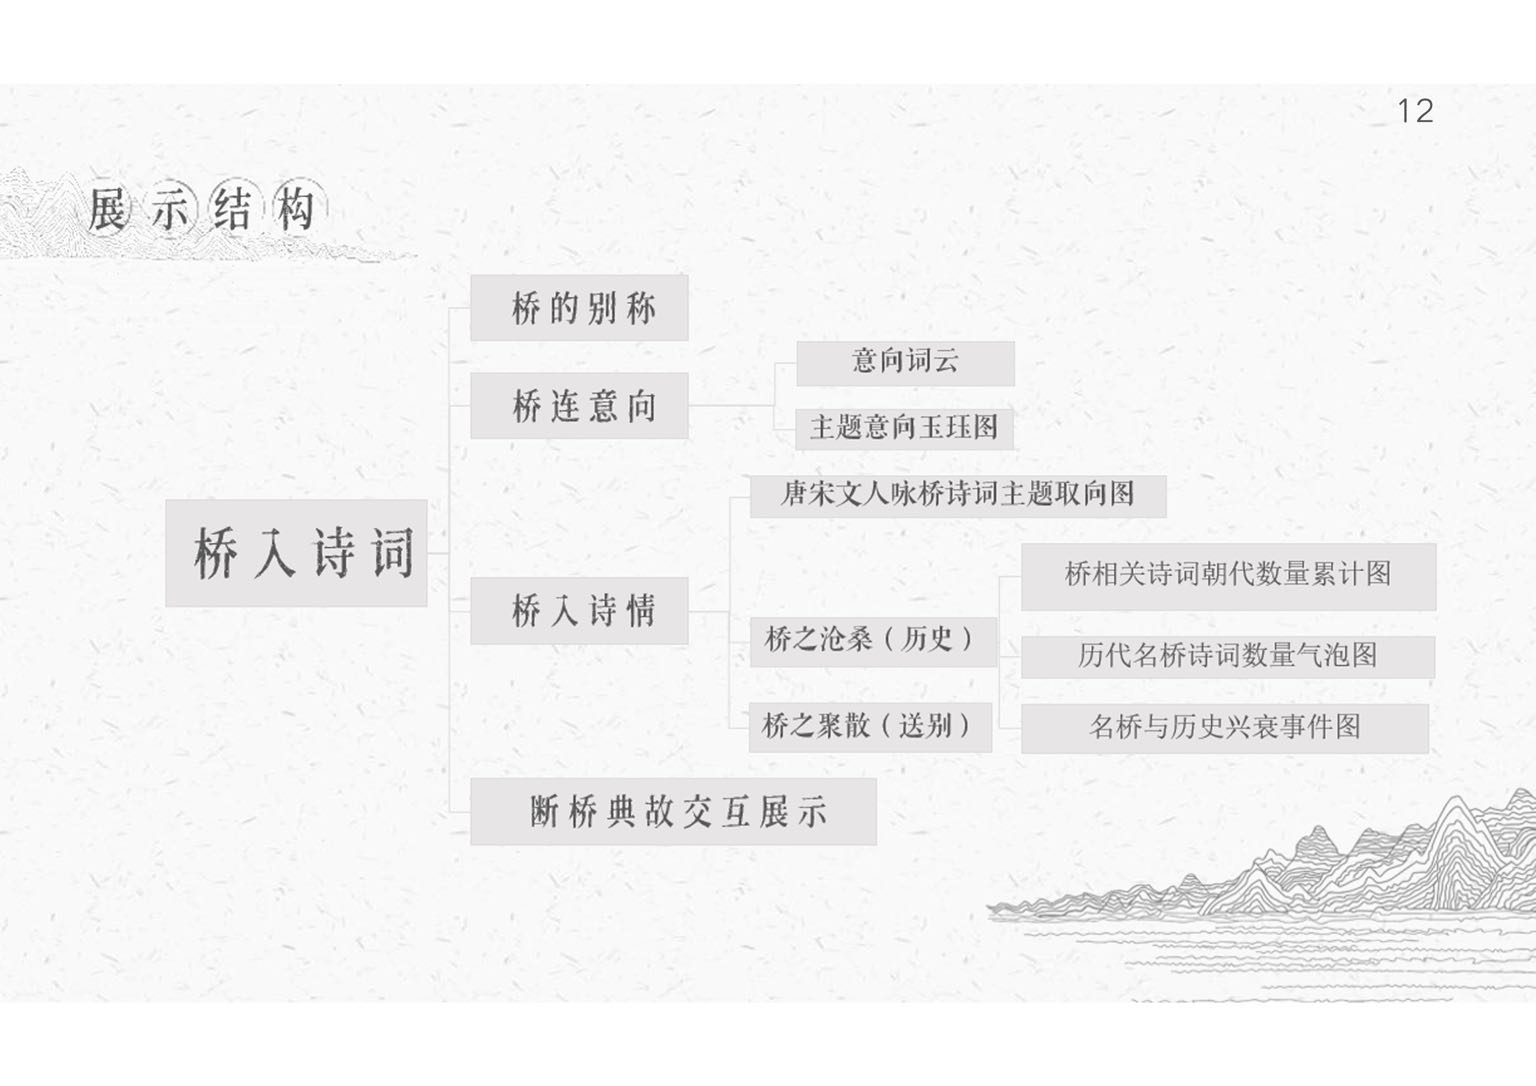 12
展示结构
桥的别称
意向词云
桥连意向
主题意向玉珏图
唐宋文人咏桥诗词主题取向图
桥入诗词
桥相关诗词朝代数量累计图
桥入诗情
桥之沧桑（历史）
历代名桥诗词数量气泡图
桥之聚散（送别）
名桥与历史兴衰事件图
断桥典故交互展示